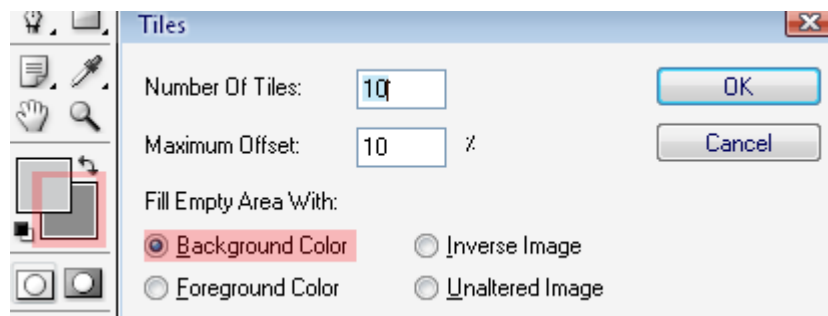 Tiles
Number Of Tiles: 10 OK
Maximum Offset: 10 % Cancel
Fill Empty Area With:
Background Color Inverse Image
Foreground Color Unaltered Image